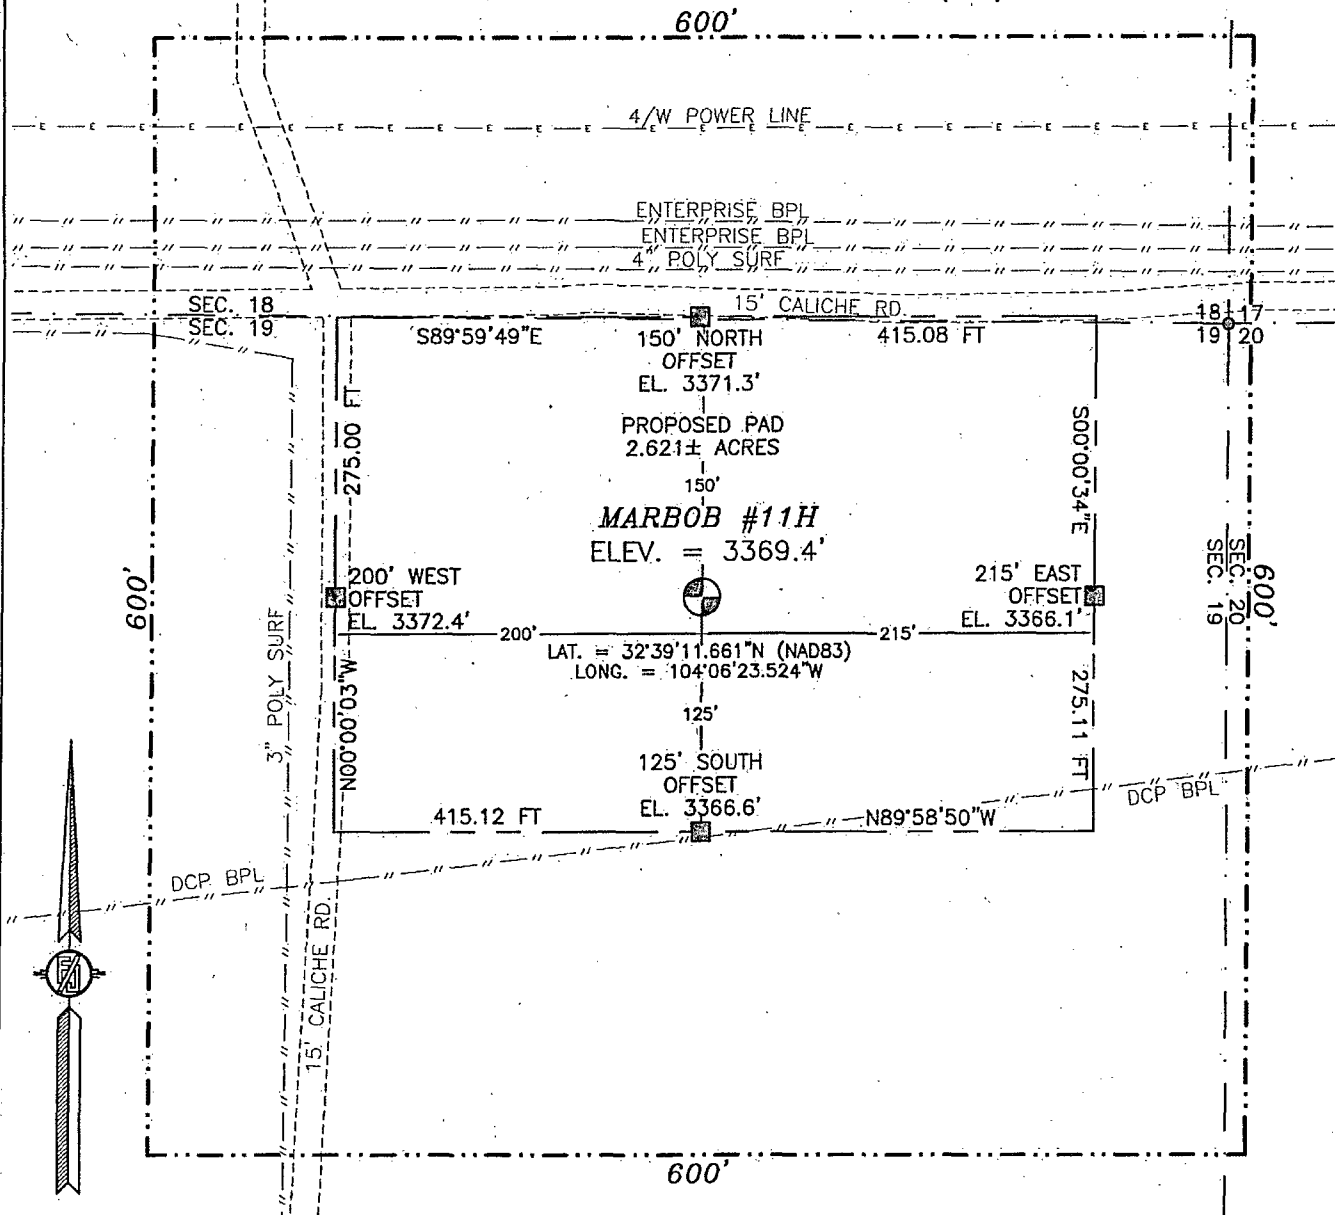 600'
4/W POWER LINE
ENTERPRISE BPL
ENTERPRISE BPL
4" POLY SURF
15' CALICHE RD.
SEC. 18
SEC. 19
18 17
19 20
S89°59'49"E
150' NORTH
OFFSET
EL. 3371.3'
415.08 FT
275.00 FT
PROPOSED PAD
2.621± ACRES
150'
S00°00'34"E
MARBOB #11H
ELEV. = 3369.4'
200' WEST
OFFSET
EL. 3372.4'
215' EAST
OFFSET
EL. 3366.1'
SEC. 20
SEC. 19
600'
600'
200'
215'
LAT. = 32°39'11.661"N (NAD83)
LONG. = 104°06'23.524"W
3" POLY SURF
N00°00'03"W
125'
275.11 FT
125' SOUTH
OFFSET
EL. 3366.6'
415.12 FT
N89°58'50"W
DCP BPL
DCP BPL
15' CALICHE RD.
600'